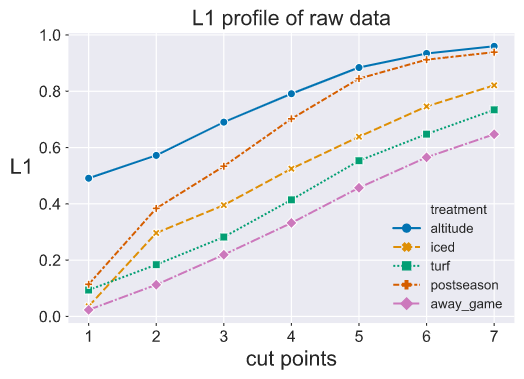 L1 profile of raw data
1.0
0.8
0.6
0.4
0.2
0.0
L1
treatment
altitude
iced
turf
postseason
away_game
1 2 3 4 5 6 7
cut points